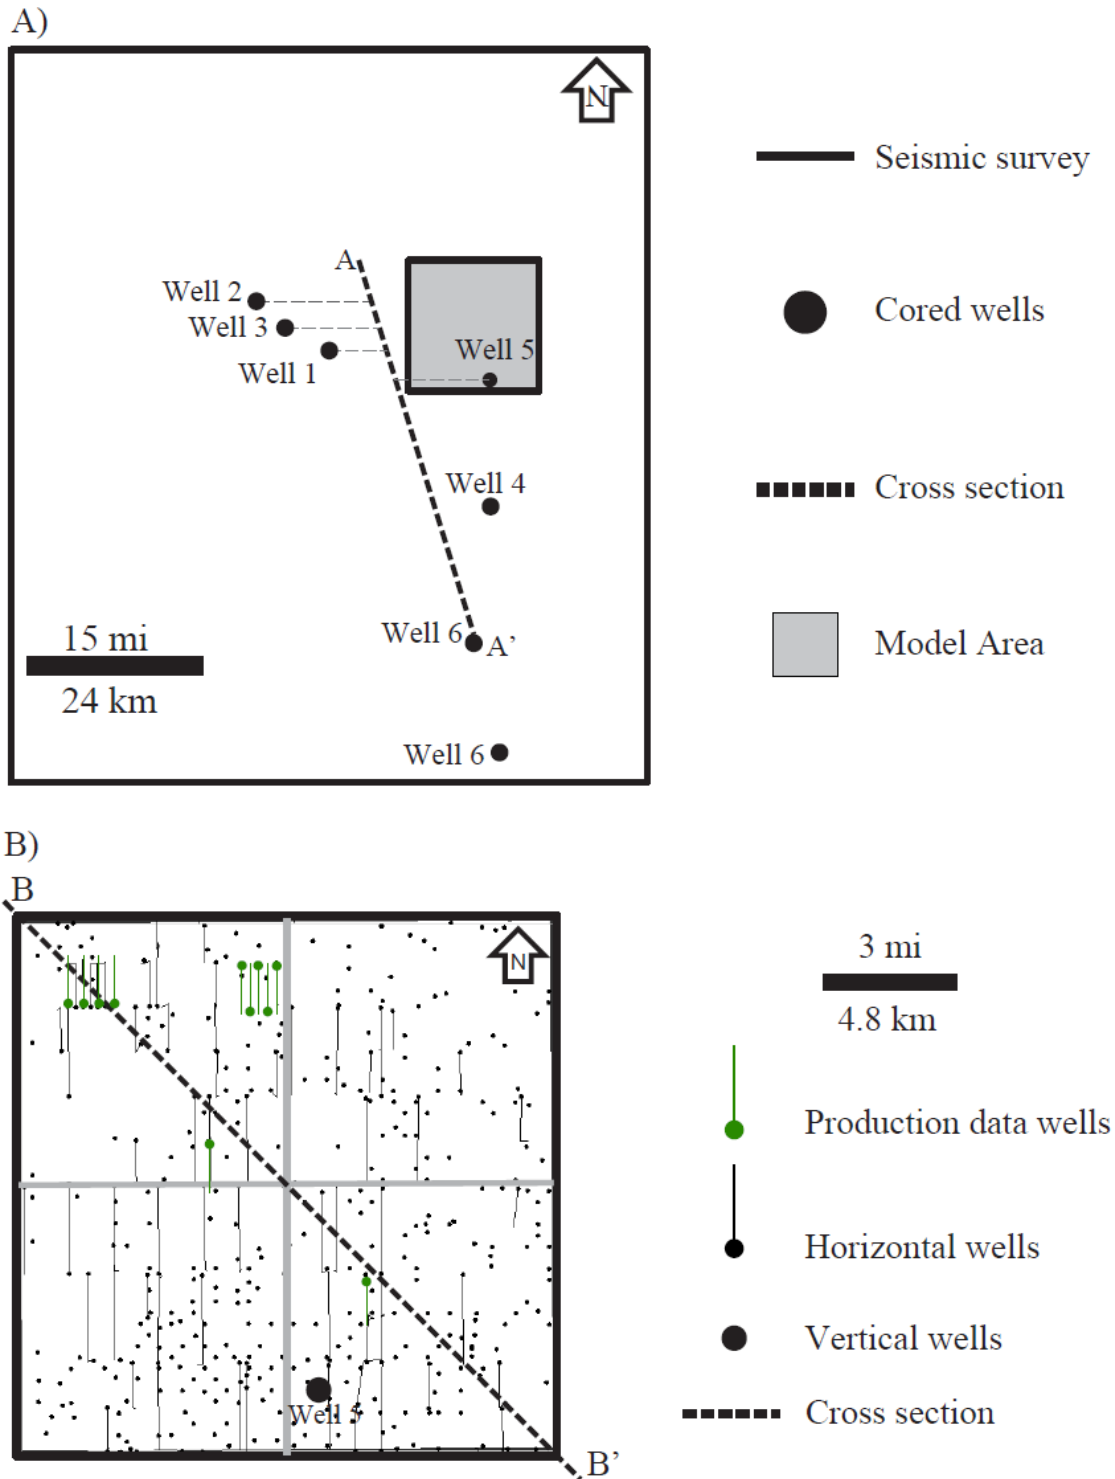 A)
N
Seismic survey
A
Well 2
Well 3
Well 1
Well 5
Cored wells
Well 4
Cross section
Well 6
A’
15 mi
24 km
Model Area
Well 6
B)
B
N
3 mi
4.8 km
Production data wells
Horizontal wells
Vertical wells
Well 5
Cross section
B’